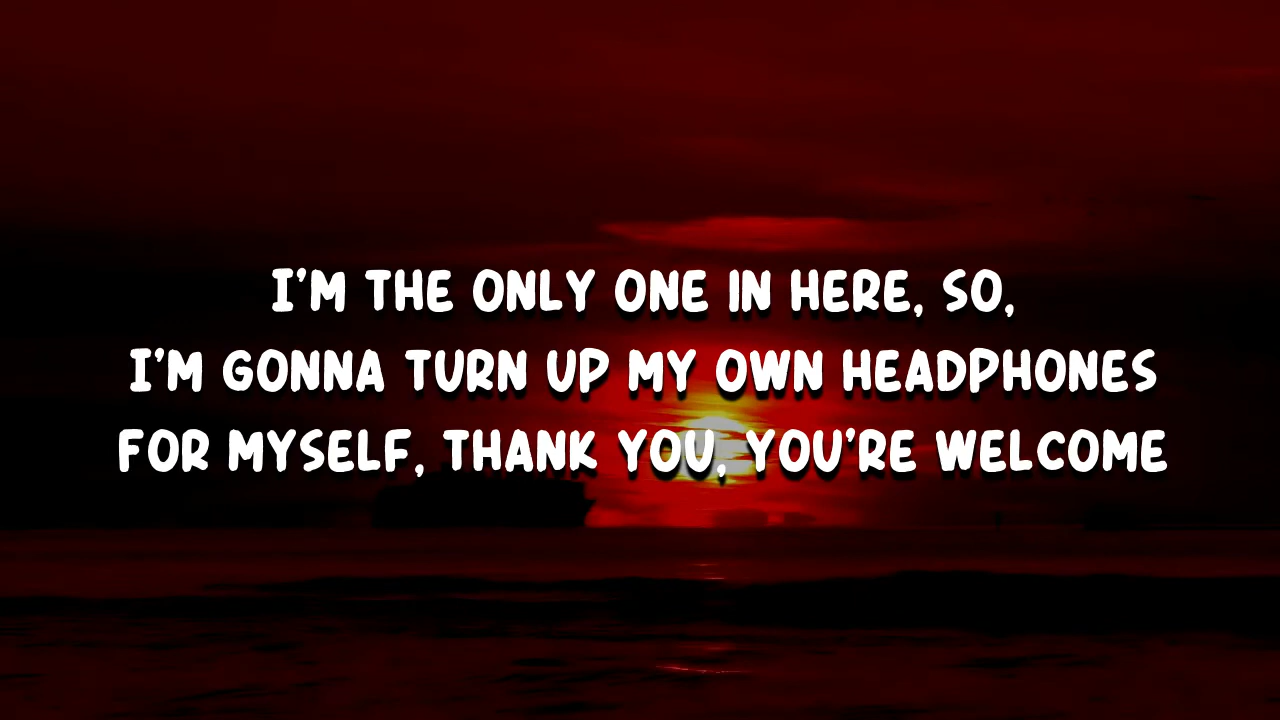 I'M THE ONLY ONE IN HERE, SO,
I'M GONNA TURN UP MY OWN HEADPHONES
FOR MYSELF, THANK YOU, YOU'RE WELCOME